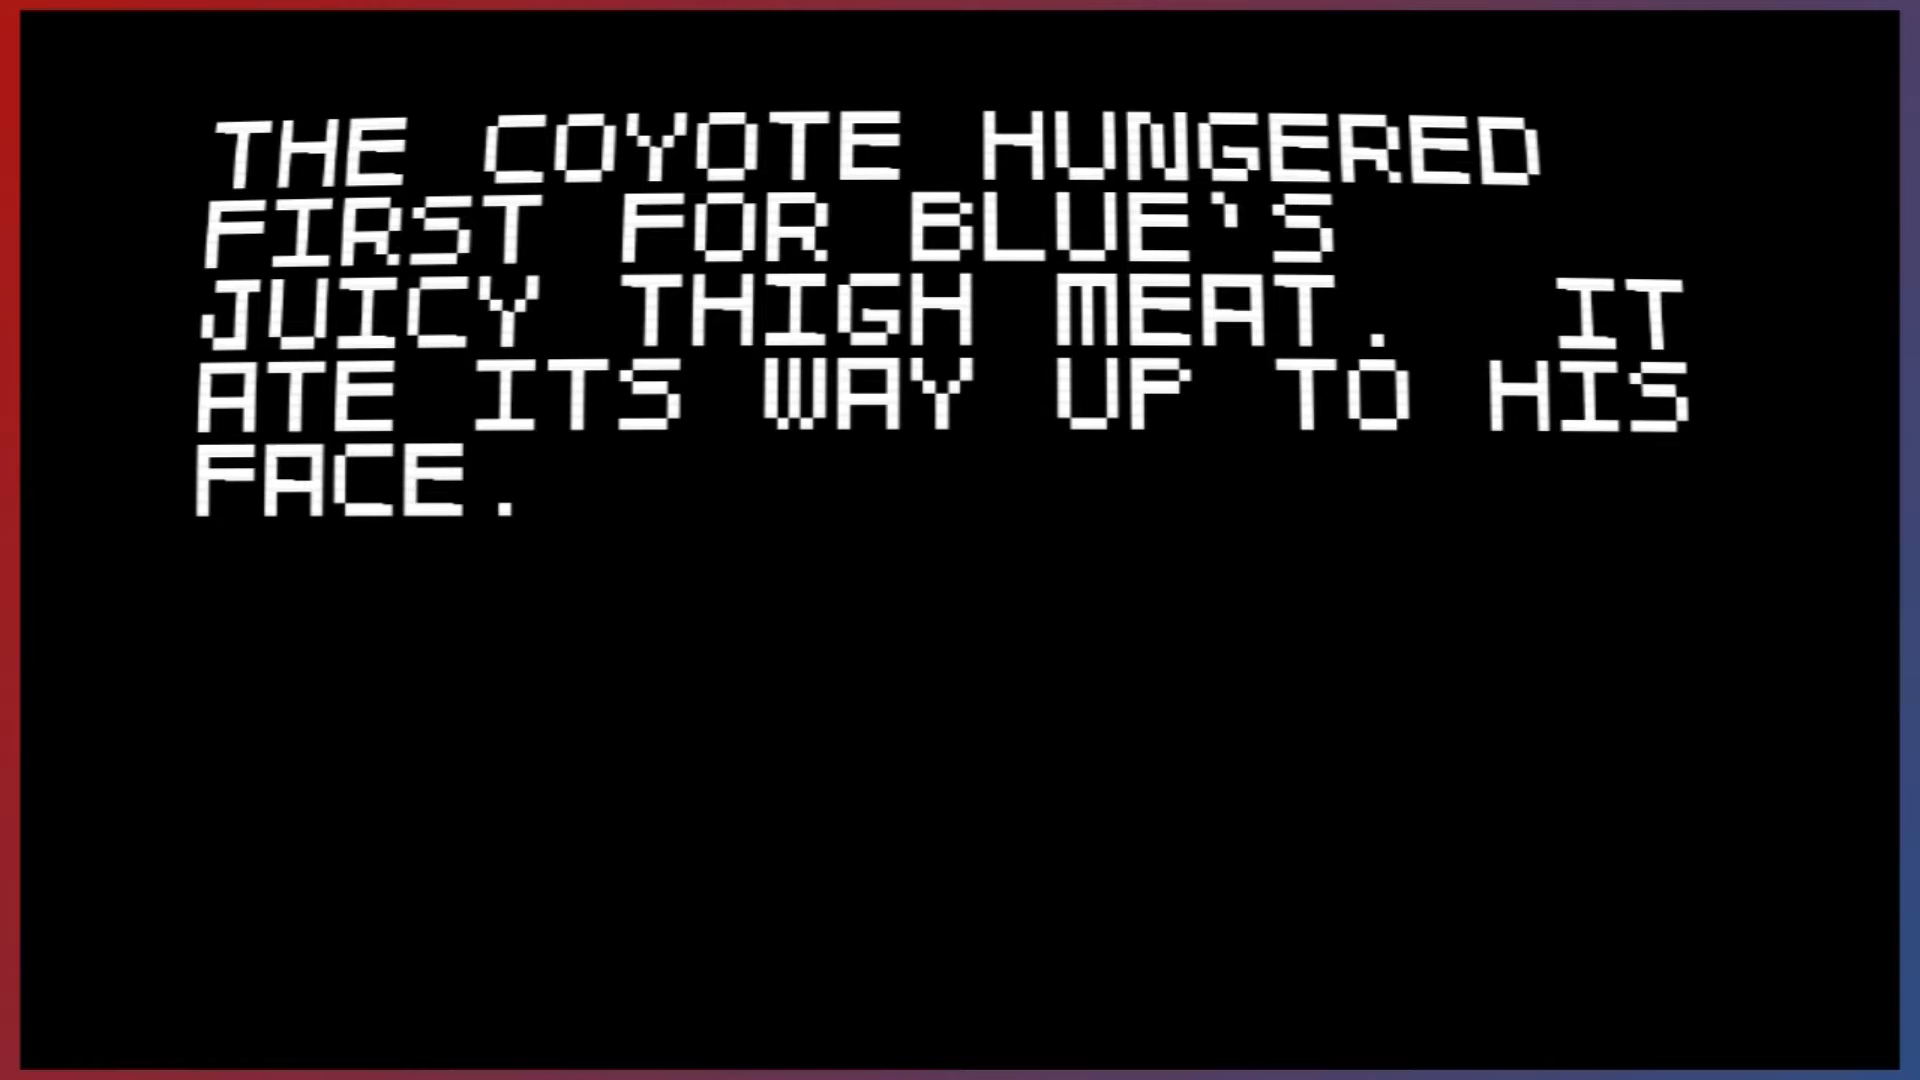 THE COYOTE HUNGERED
FIRST FOR BLUE'S
JUICY THIGH MEAT.  IT
ATE ITS WAY UP TO HIS
FACE.